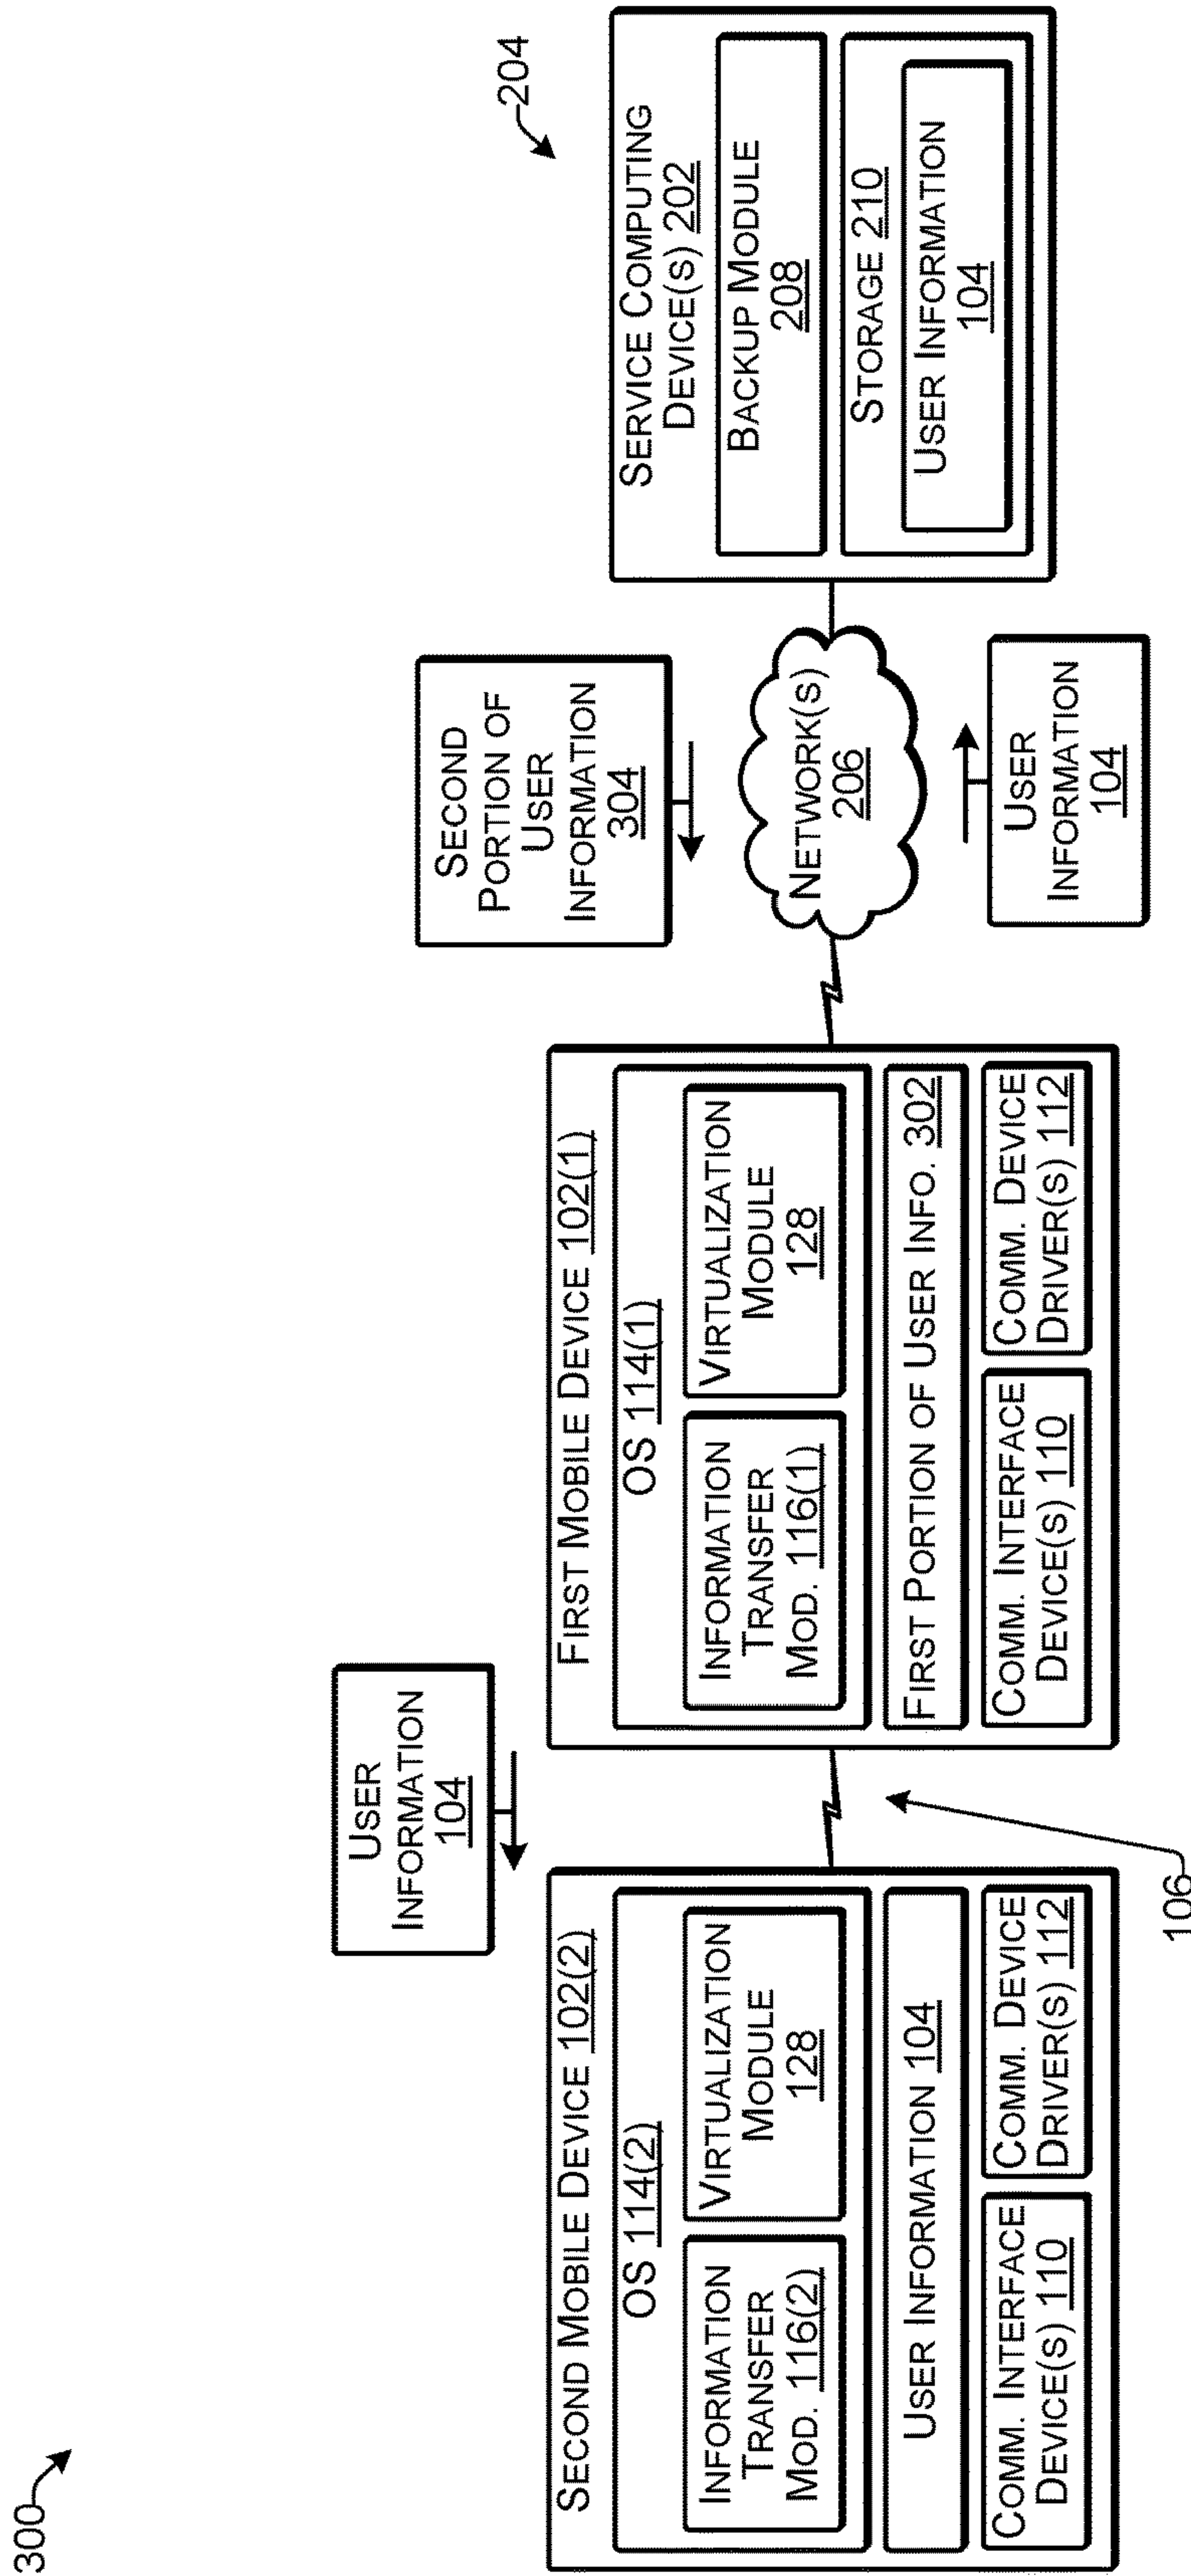 300
SECOND MOBILE DEVICE 102(2)
OS 114(2)
INFORMATION
TRANSFER
MOD. 116(2)
VIRTUALIZATION
MODULE
128
USER INFORMATION 104
COMM. INTERFACE
DEVICE(S) 110
COMM. DEVICE
DRIVER(S) 112
USER
INFORMATION
104
106
FIRST MOBILE DEVICE 102(1)
OS 114(1)
INFORMATION
TRANSFER
MOD. 116(1)
VIRTUALIZATION
MODULE
128
FIRST PORTION OF USER INFO. 302
COMM. INTERFACE
DEVICE(S) 110
COMM. DEVICE
DRIVER(S) 112
SECOND
PORTION OF
USER
INFORMATION
304
NETWORK(S)
206
USER
INFORMATION
104
204
SERVICE COMPUTING
DEVICE(S) 202
BACKUP MODULE
208
STORAGE 210
USER INFORMATION
104